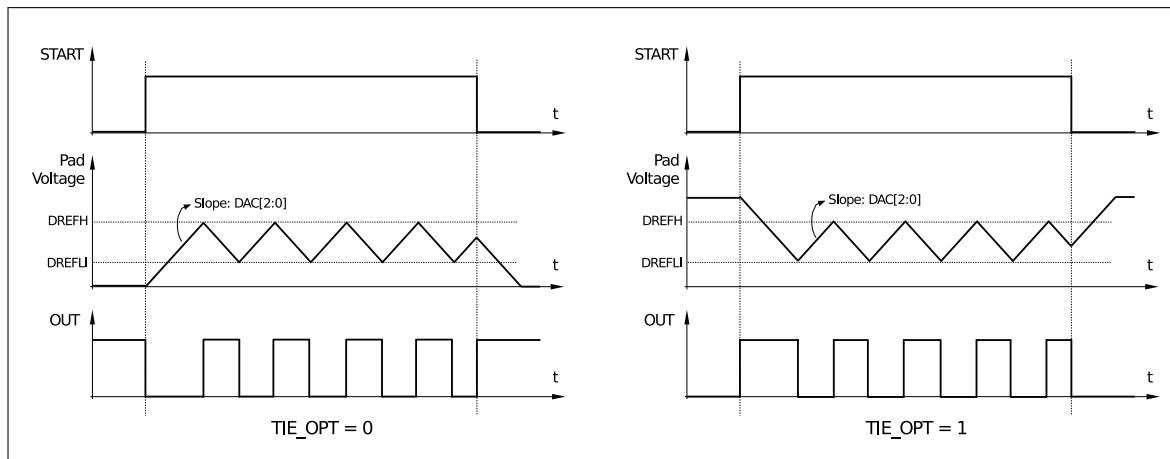 START
t
Pad
Voltage
Slope: DAC[2:0]
DREFH
DREFLI
t
OUT
t
TIE_OPT = 0
START
t
Pad
Voltage
Slope: DAC[2:0]
DREFH
DREFLI
t
OUT
t
TIE_OPT = 1